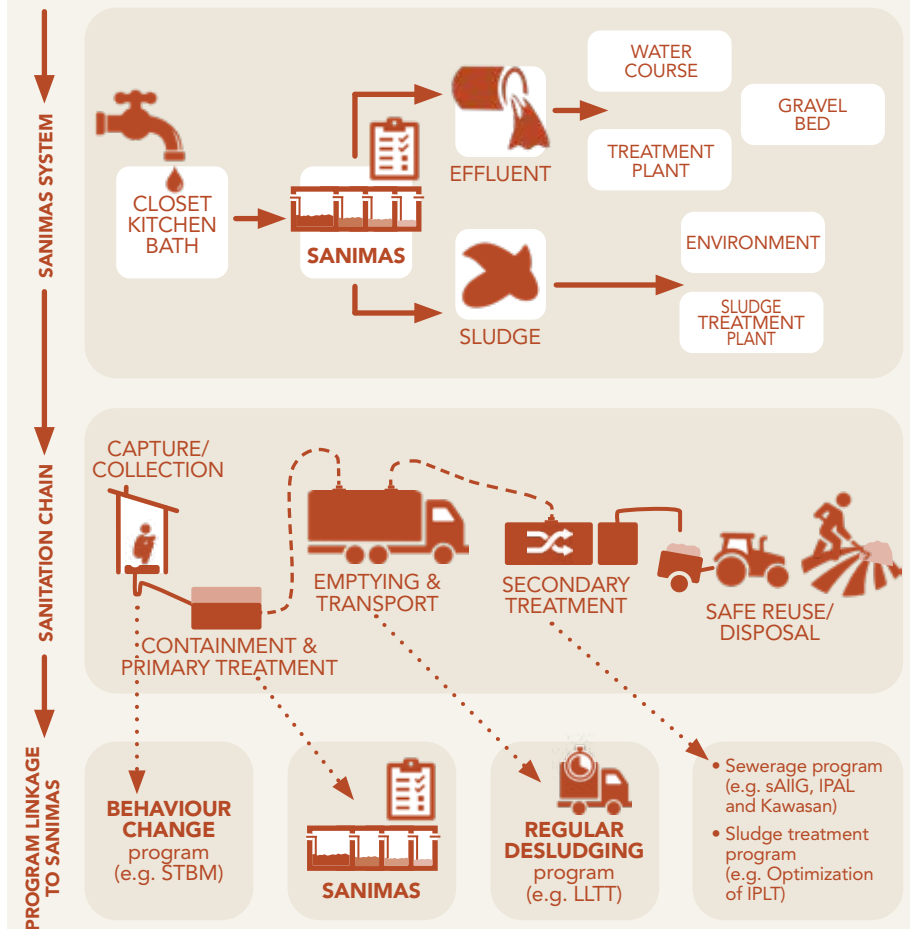 SANIMAS SYSTEM
CLOSET
KITCHEN
BATH
SANIMAS
EFFLUENT
WATER
COURSE
GRAVEL
BED
TREATMENT
PLANT
SLUDGE
ENVIRONMENT
SLUDGE
TREATMENT
PLANT
SANITATION CHAIN
CAPTURE/
COLLECTION
CONTAINMENT &
PRIMARY TREATMENT
EMPTYING &
TRANSPORT
SECONDARY
TREATMENT
SAFE REUSE/
DISPOSAL
PROGRAM LINKAGE
TO SANIMAS
BEHAVIOUR
CHANGE
program
(e.g. STBM)
SANIMAS
REGULAR
DESLUDGING
program
(e.g. LLTT)
• Sewerage program
(e.g. sAIIG, IPAL
and Kawasan)
• Sludge treatment
program
(e.g. Optimization
of IPLT)